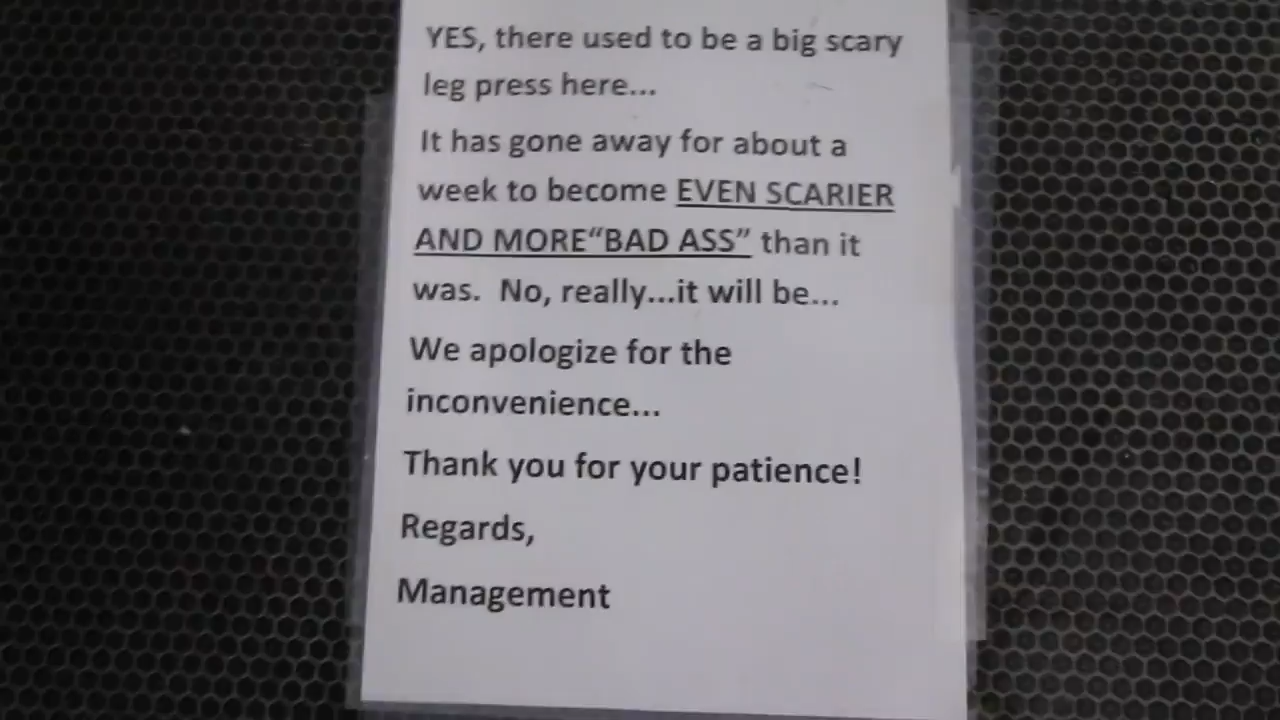 YES, there used to be a big scary
leg press here...
It has gone away for about a
week to become EVEN SCARIER
AND MORE“BAD ASS” than it
was.  No, really...it will be...
We apologize for the
inconvenience...
Thank you for your patience!
Regards,
Management